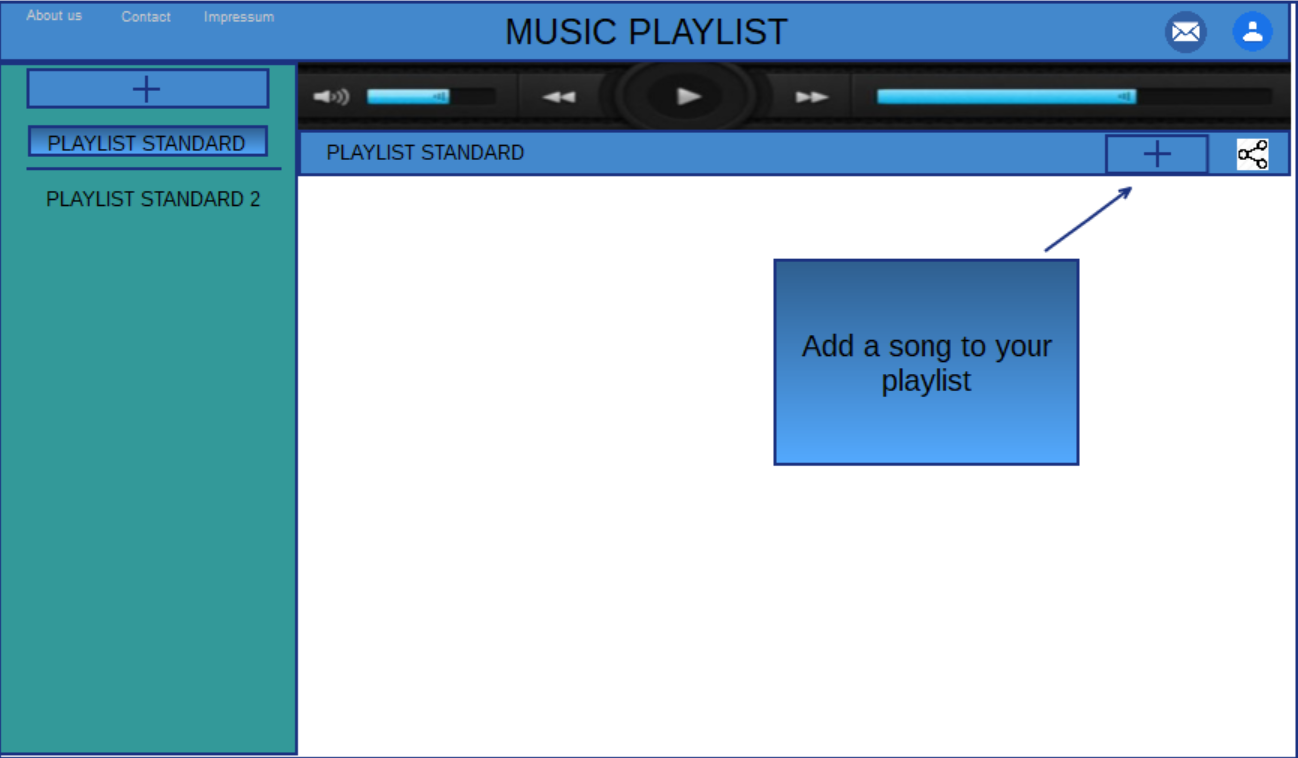 About us Contact Impressum
MUSIC PLAYLIST
PLAYLIST STANDARD
PLAYLIST STANDARD 2
PLAYLIST STANDARD
Add a song to your
playlist